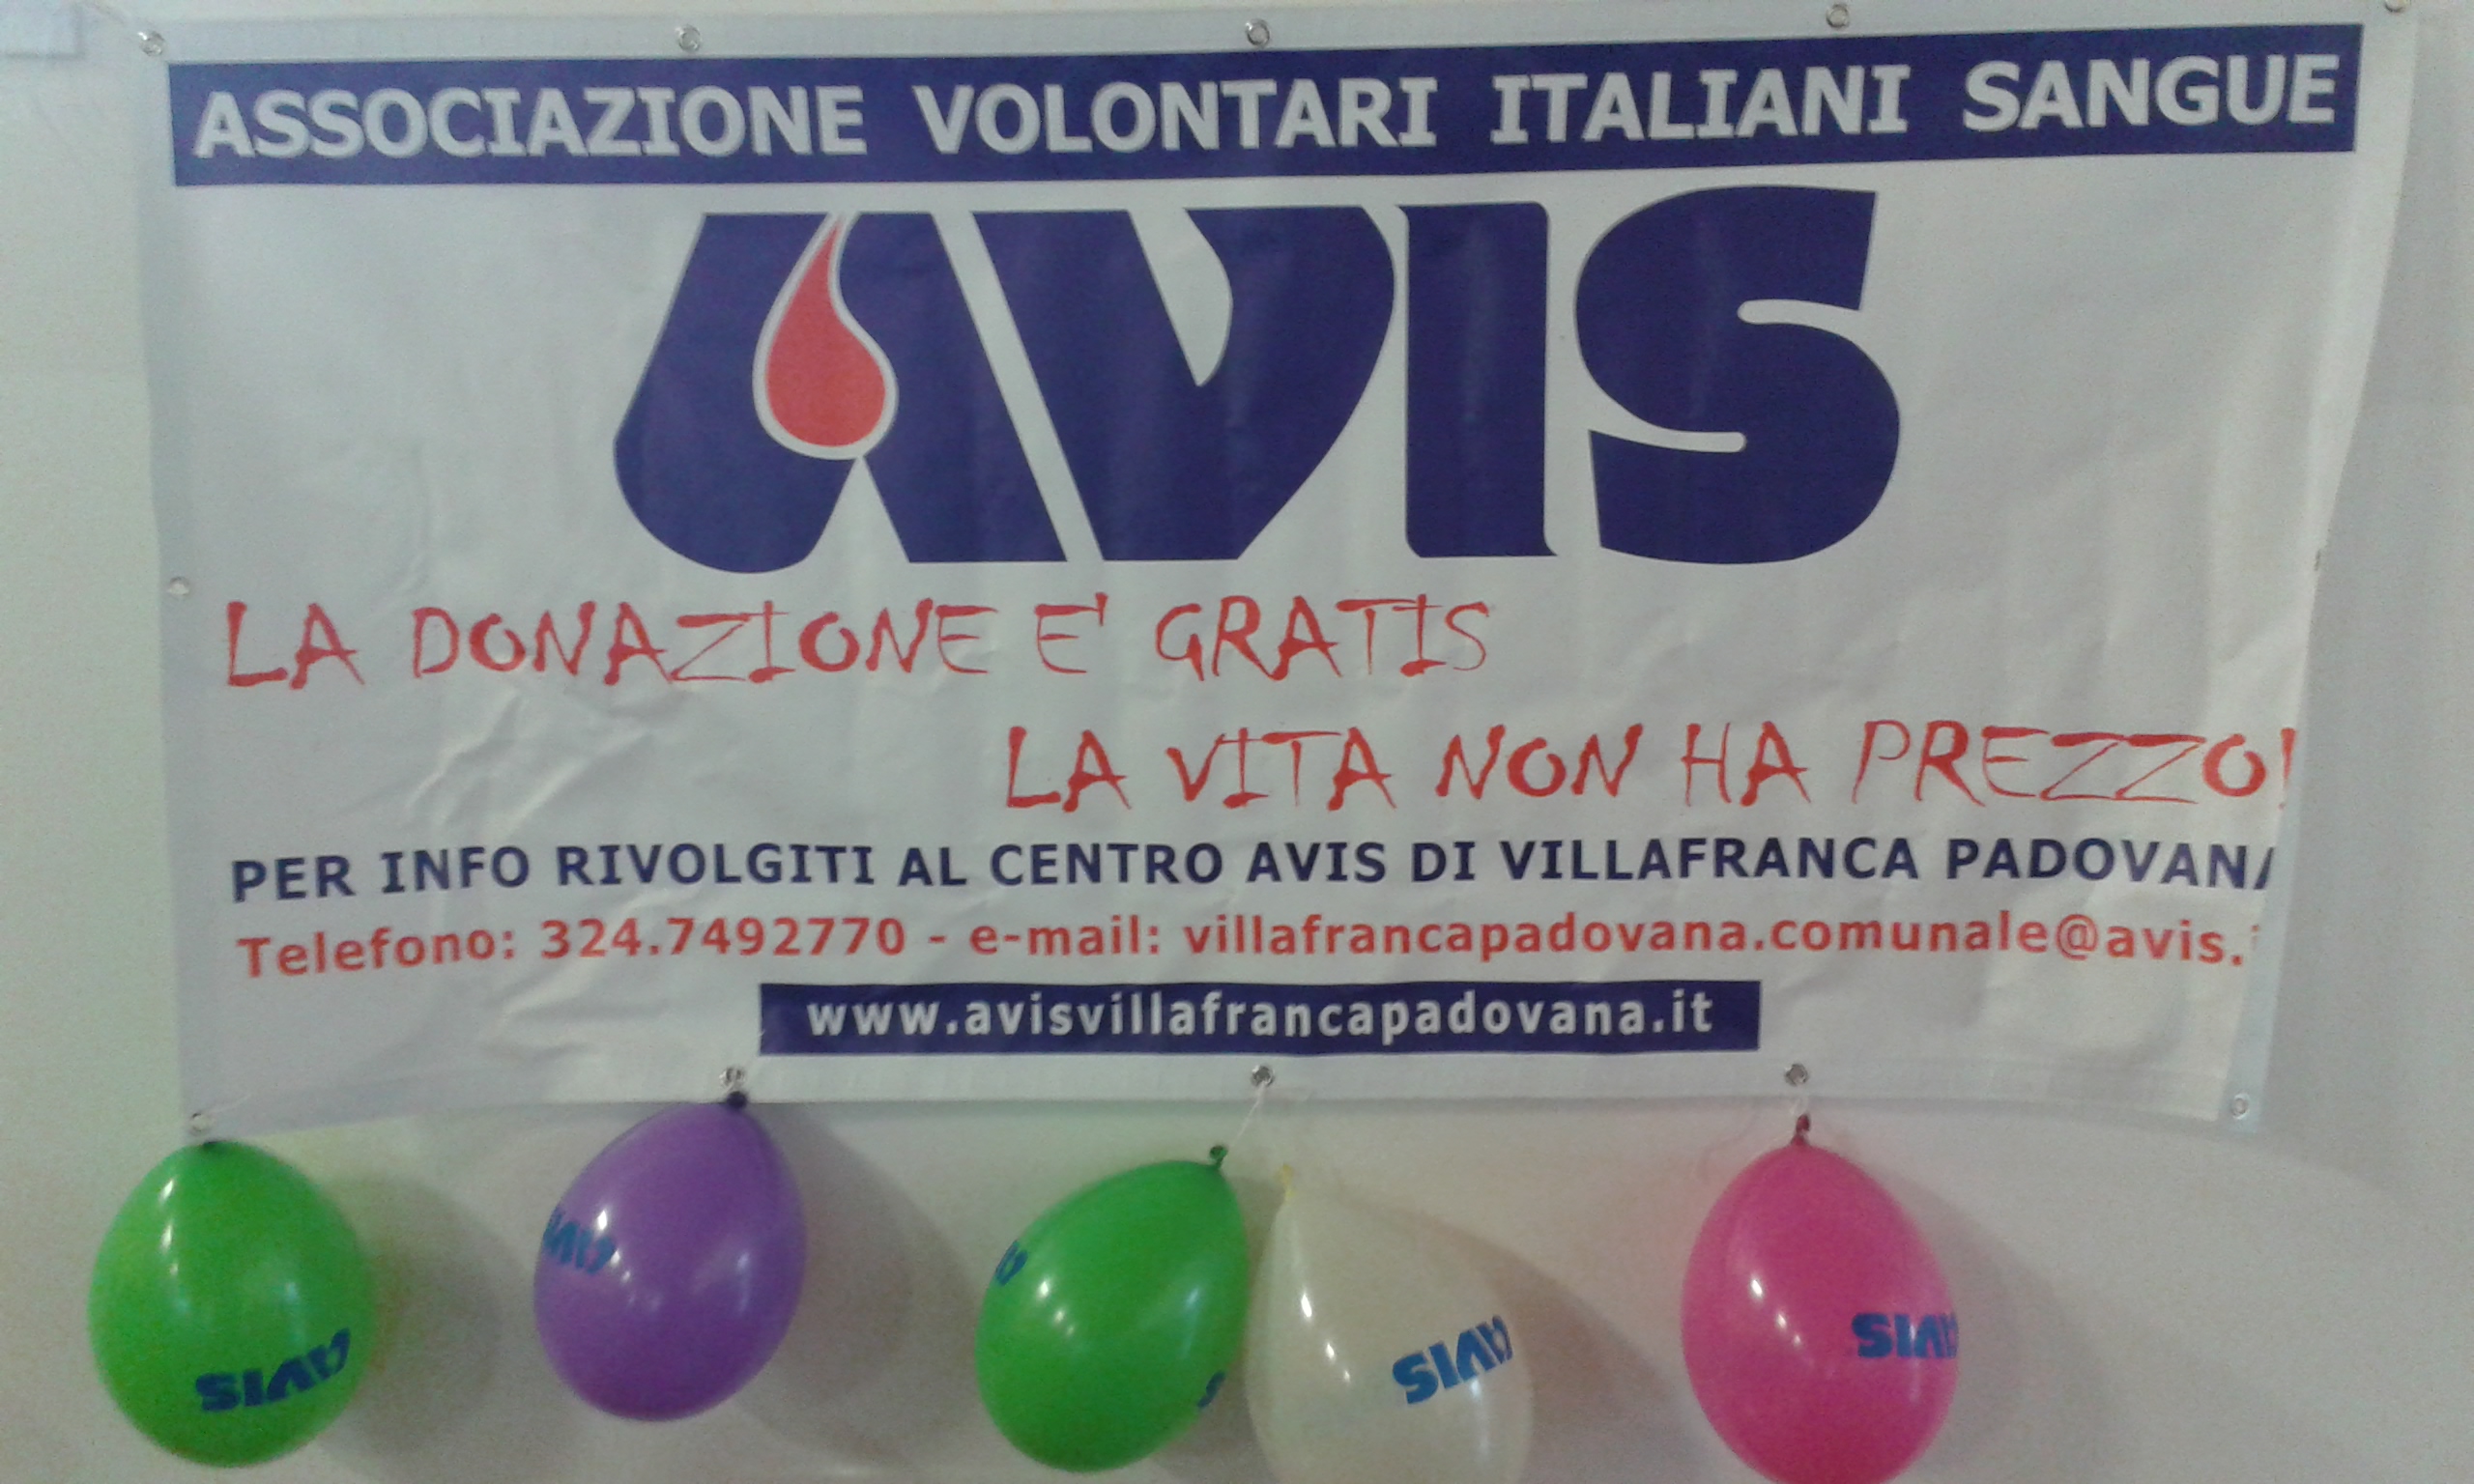 ASSOCIAZIONE VOLONTARI ITALIANI SANGUE
AVIS
LA DONAZIONE E' GRATIS
LA VITA NON HA PREZZO!
PER INFO RIVOLGITI AL CENTRO AVIS DI VILLAFRANCA PADOVANA
Telefono: 324.7492770 - e-mail: villafrancapadovana.comunale@avis.i
www.avisvillafrancapadovana.it
AVIS
AVIS
AVIS
AVIS